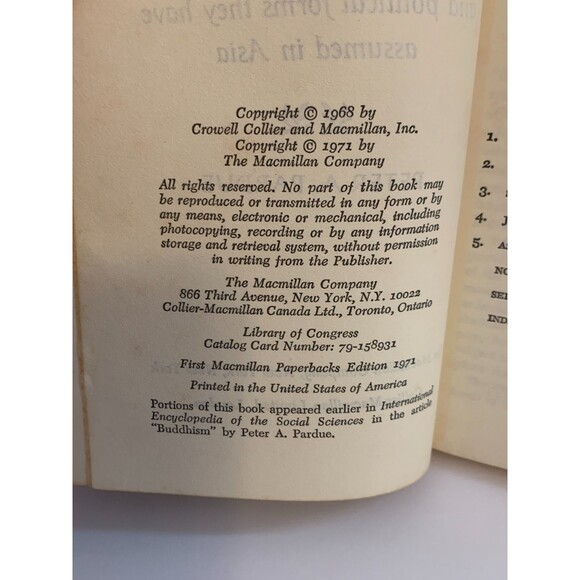 political forms they have
assumed in Asia
Copyright © 1968 by
Crowell Collier and Macmillan, Inc.
Copyright © 1971 by
The Macmillan Company
All rights reserved. No part of this book may
be reproduced or transmitted in any form or by
any means, electronic or mechanical, including
photocopying, recording or by any information
storage and retrieval system, without permission
in writing from the Publisher.
The Macmillan Company
866 Third Avenue, New York, N.Y. 10022
Collier-Macmillan Canada Ltd., Toronto, Ontario
Library of Congress
Catalog Card Number: 79-158931
First Macmillan Paperbacks Edition 1971
Printed in the United States of America
Portions of this book appeared earlier in International
Encyclopedia of the Social Sciences in the article
"Buddhism" by Peter A. Pardue.
1.
2.
3.
4.
5.